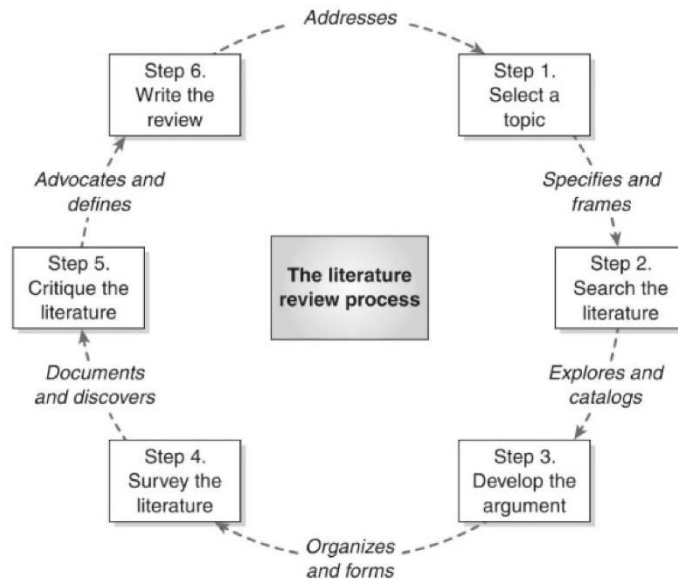 Addresses
Step 6.
Write the
review
Step 1.
Select a
topic
Advocates and
defines
Specifies and
frames
Step 5.
Critique the
literature
The literature
review process
Step 2.
Search the
literature
Documents
and discovers
Explores and
catalogs
Step 4.
Survey the
literature
Step 3.
Develop the
argument
Organizes
and forms